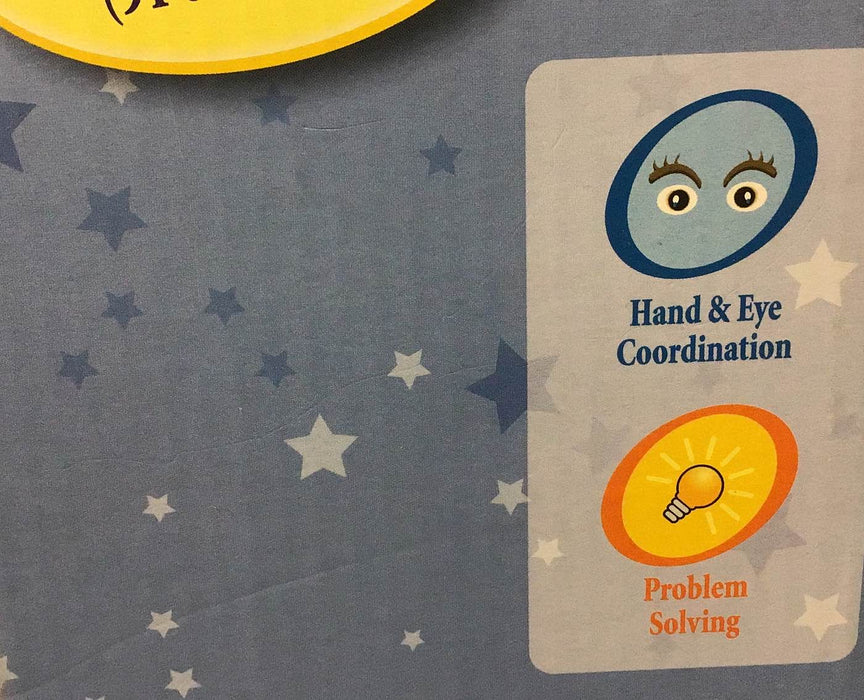 Hand & Eye
Coordination
Problem
Solving